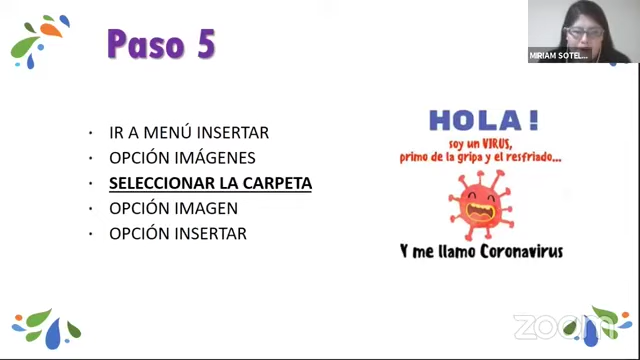 Paso 5
MIRIAM SOTEL...
· IR A MENÚ INSERTAR
· OPCIÓN IMÁGENES
· SELECCIONAR LA CARPETA
· OPCIÓN IMAGEN
· OPCIÓN INSERTAR
HOLA!
soy un VIRUS,
primo de la gripa y el resfriado...
Y me llamo Coronavirus
zoom